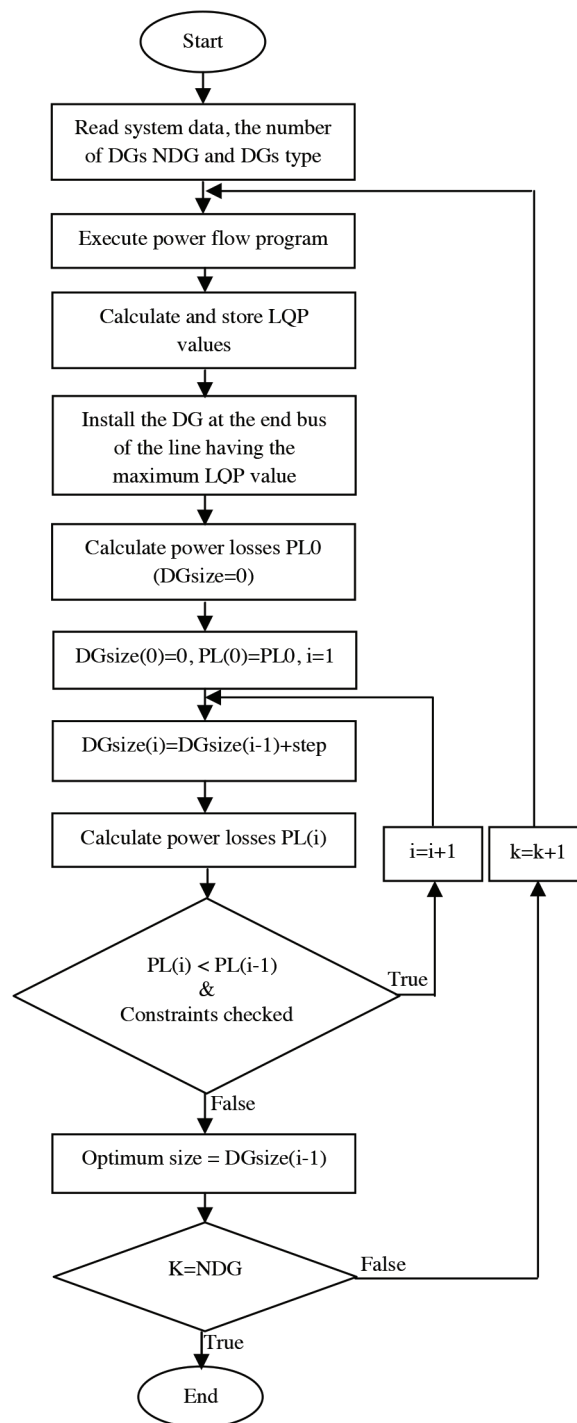 Start
Read system data, the number
of DGs NDG and DGs type
Execute power flow program
Calculate and store LQP
values
Install the DG at the end bus
of the line having the
maximum LQP value
Calculate power losses PL0
(DGsize=0)
DGsize(0)=0, PL(0)=PL0, i=1
DGsize(i)=DGsize(i-1)+step
Calculate power losses PL(i)
i=i+1
k=k+1
PL(i) < PL(i-1)
&
Constraints checked
True
False
Optimum size = DGsize(i-1)
K=NDG
False
True
End